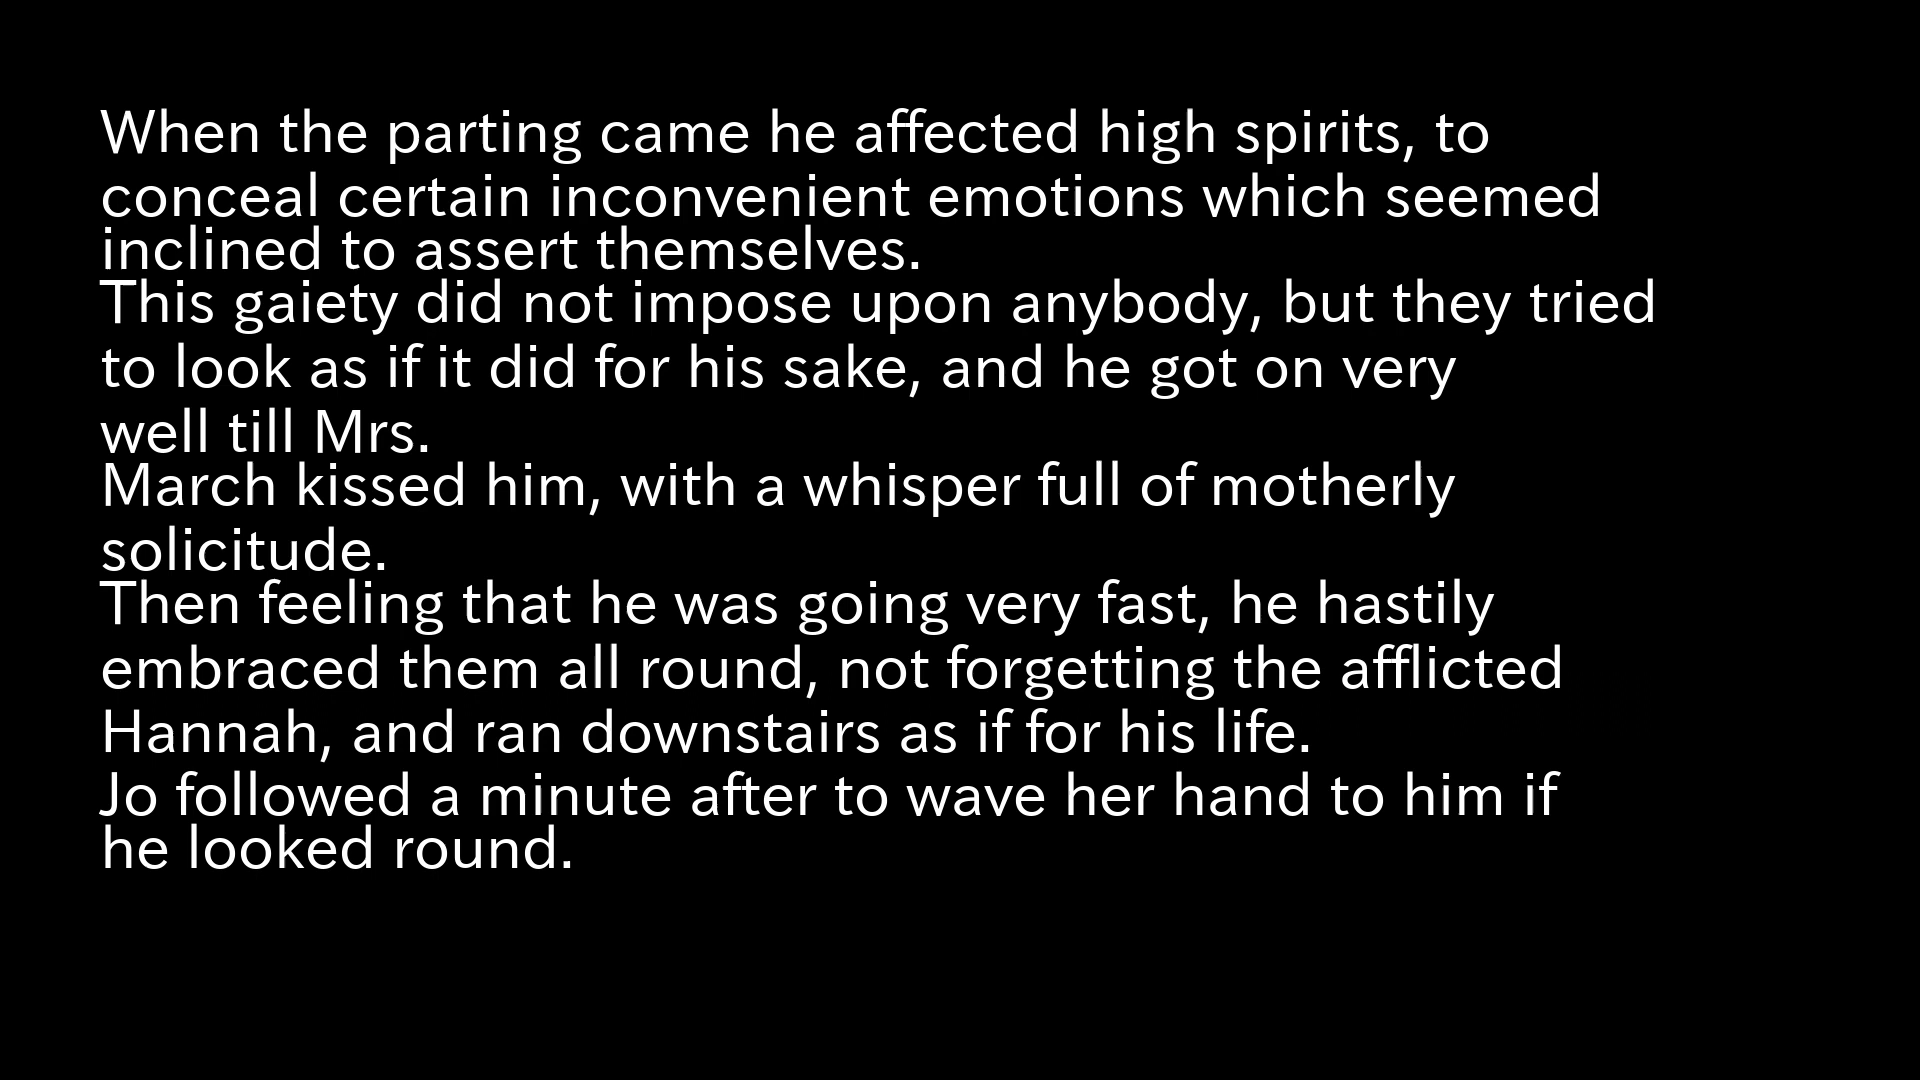 When the parting came he affected high spirits, to
conceal certain inconvenient emotions which seemed
inclined to assert themselves.
This gaiety did not impose upon anybody, but they tried
to look as if it did for his sake, and he got on very
well till Mrs.
March kissed him, with a whisper full of motherly
solicitude.
Then feeling that he was going very fast, he hastily
embraced them all round, not forgetting the afflicted
Hannah, and ran downstairs as if for his life.
Jo followed a minute after to wave her hand to him if
he looked round.